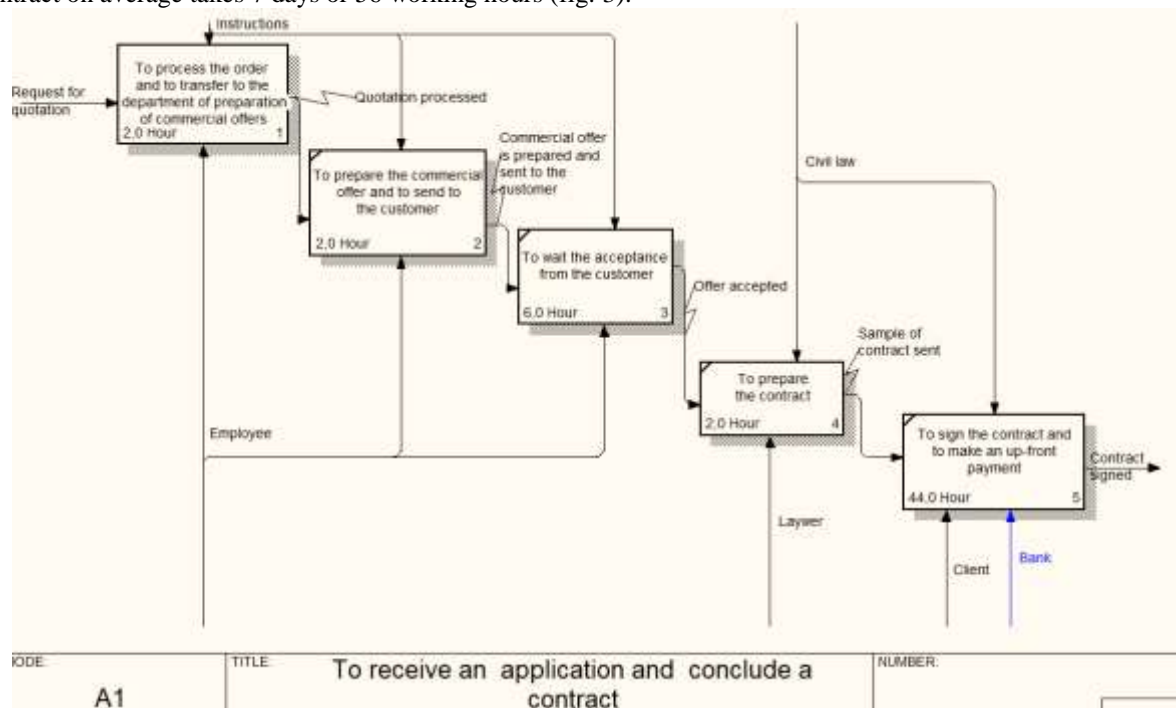 ntract on average takes 7 days or 56 working hours (fig. 3).
Instructions
To process the order
and to transfer to the
department of preparation
of commercial offers
2,0 Hour 1
Request for
quotation
Quotation processed
Commercial offer
is prepared and
sent to the
customer
To prepare the commercial
offer and to send to
the customer
2,0 Hour 2
Civil law
To wait the acceptance
from the customer
6,0 Hour 3
Offer accepted
Sample of
contract sent
To prepare
the contract
2,0 Hour 4
Employee
To sign the contract and
to make an up-front
payment
44,0 Hour 5
Contract
signed
Laywer
Client
Bank
ODE:
A1
TITLE:
To receive an application and conclude a
contract
NUMBER: